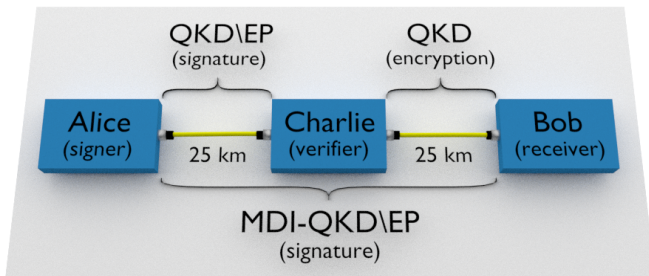 QKD\EP
(signature)
QKD
(encryption)
Alice
(signer)
25 km
Charlie
(verifier)
25 km
Bob
(receiver)
MDI-QKD\EP
(signature)